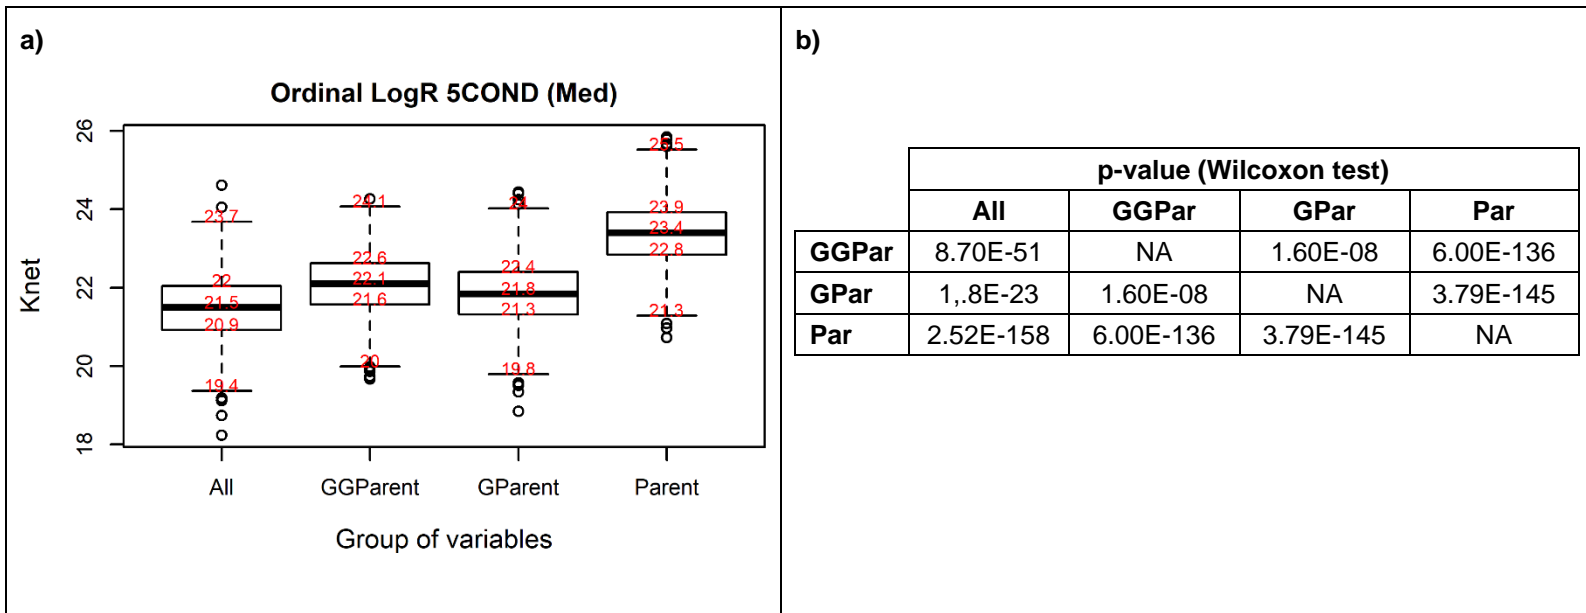 a)
Ordinal LogR 5COND (Med)
Knet
26
24
22
20
18
23.7
22
21.5
20.9
19.4
24.1
22.6
22.1
21.6
20
24
22.4
21.8
21.3
19.8
25.5
23.9
23.4
22.8
21.3
All GGParent GParent Parent
Group of variables
b)
p-value (Wilcoxon test)
All GGPar GPar Par
GGPar 8.70E-51 NA 1.60E-08 6.00E-136
GPar 1,.8E-23 1.60E-08 NA 3.79E-145
Par 2.52E-158 6.00E-136 3.79E-145 NA